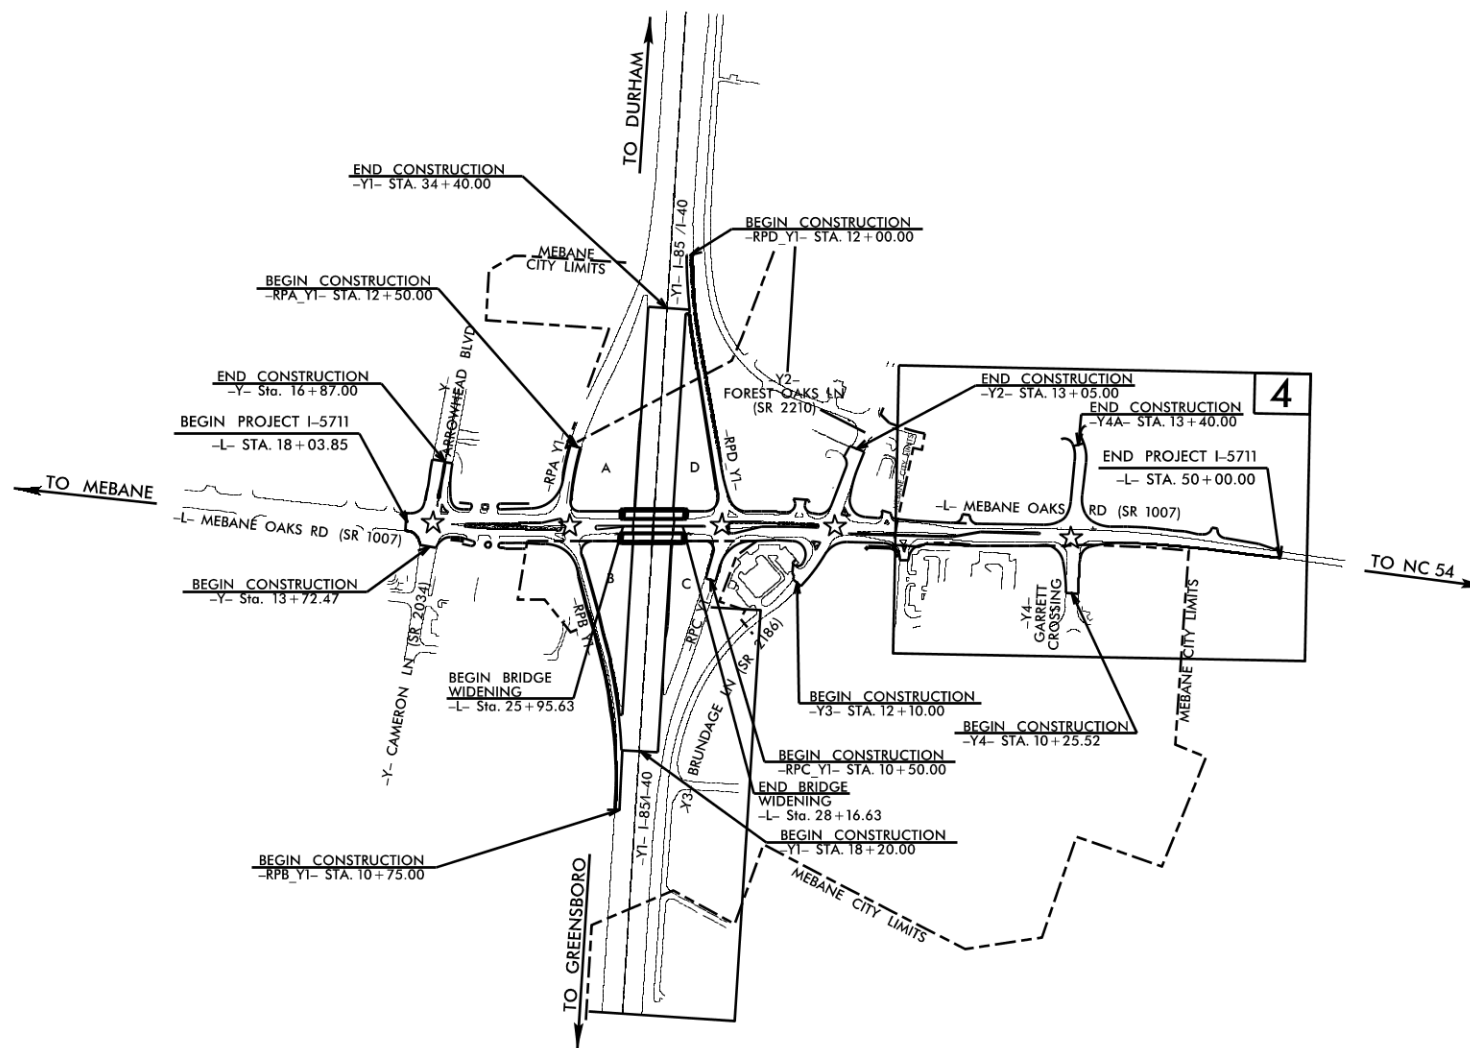 TO DURHAM
END CONSTRUCTION
-Y1- STA. 34+40.00
-Y1- I-85 /I-40
BEGIN CONSTRUCTION
-RPD_Y1- STA. 12+00.00
MEBANE
CITY LIMITS
BEGIN CONSTRUCTION
-RPA_Y1- STA. 12+50.00
-Y-
ARROWHEAD BLVD
END CONSTRUCTION
-Y- Sta. 16+87.00
BEGIN PROJECT I-5711
-L- STA. 18+03.85
-Y2-
FOREST OAKS LN
(SR 2210)
END CONSTRUCTION
-Y2- STA. 13+05.00
4
END CONSTRUCTION
-Y4A- STA. 13+40.00
END PROJECT I-5711
-L- STA. 50+00.00
-RPA Y1-
A
D
-RPD_Y1-
MEBANE CITY LIMITS
TO MEBANE
-L- MEBANE OAKS RD (SR 1007)
-L- MEBANE OAKS RD (SR 1007)
TO NC 54
BEGIN CONSTRUCTION
-Y- Sta. 13+72.47
-Y- CAMERON LN (SR 2034)
B
C
-RPB_Y1-
-RPC_Y1-
-Y4-
GARRETT
CROSSING
MEBANE CITY LIMITS
BEGIN BRIDGE
WIDENING
-L- Sta. 25+95.63
-Y3- BRUNDAGE LN (SR 2186)
BEGIN CONSTRUCTION
-Y3- STA. 12+10.00
BEGIN CONSTRUCTION
-Y4- STA. 10+25.52
BEGIN CONSTRUCTION
-RPC_Y1- STA. 10+50.00
END BRIDGE
WIDENING
-L- Sta. 28+16.63
-Y1- I-85/I-40
BEGIN CONSTRUCTION
-Y1- STA. 18+20.00
BEGIN CONSTRUCTION
-RPB_Y1- STA. 10+75.00
MEBANE CITY LIMITS
TO GREENSBORO